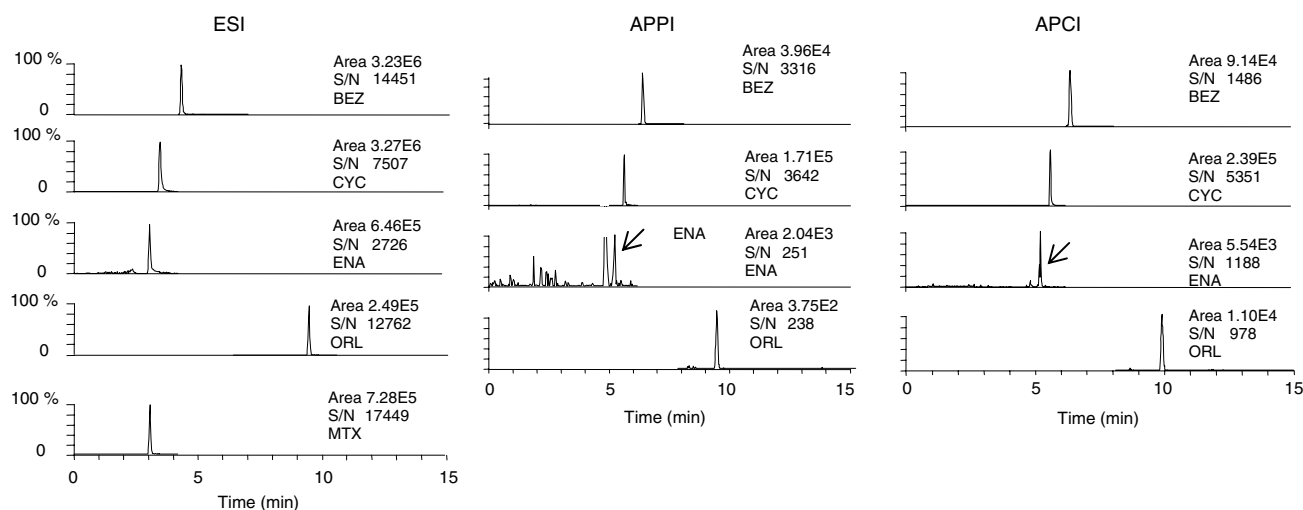 ESI
100 %
0
Area 3.23E6
S/N 14451
BEZ
100 %
0
Area 3.27E6
S/N 7507
CYC
100 %
0
Area 6.46E5
S/N 2726
ENA
100%
0
Area 2.49E5
S/N 12762
ORL
100 %
0
Area 7.28E5
S/N 17449
MTX
0 5 10 15
Time (min)
APPI
Area 3.96E4
S/N 3316
BEZ
Area 1.71E5
S/N 3642
CYC
ENA
Area 2.04E3
S/N 251
ENA
Area 3.75E2
S/N 238
ORL
0 5 10 15
Time (min)
APCI
Area 9.14E4
S/N 1486
BEZ
Area 2.39E5
S/N 5351
CYC
Area 5.54E3
S/N 1188
ENA
Area 1.10E4
S/N 978
ORL
0 5 10 15
Time (min)